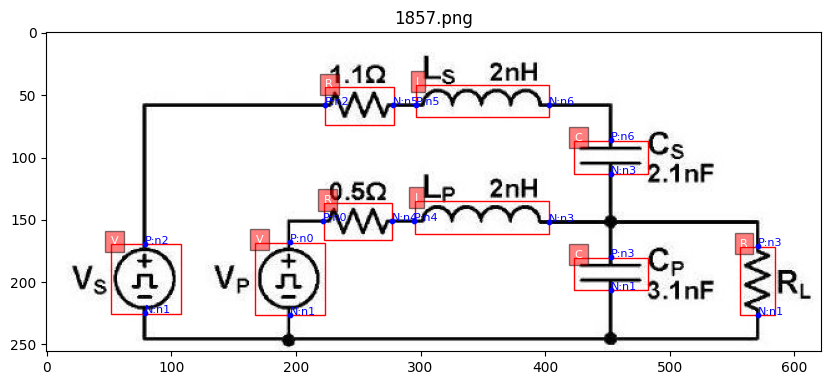 1857.png
0
50
100
150
200
250
0
100
200
300
400
500
600
1.1Ω
R
P:n2
N:n5
L_S
2nH
L
P:n5
N:n6
C
P:n6
N:n3
C_S
2.1nF
0.5Ω
R
P:n0
N:n4
L_P
2nH
L
P:n4
N:n3
V
P:n2
N:n1
V_S
V
P:n0
N:n1
V_P
C
P:n3
N:n1
C_P
3.1nF
R
P:n3
N:n1
R_L